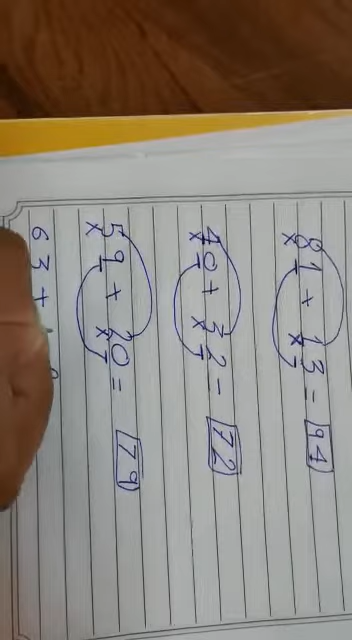 81 + 13 = 94
40 + 32 = 72
59 + 20 = 79
63 +